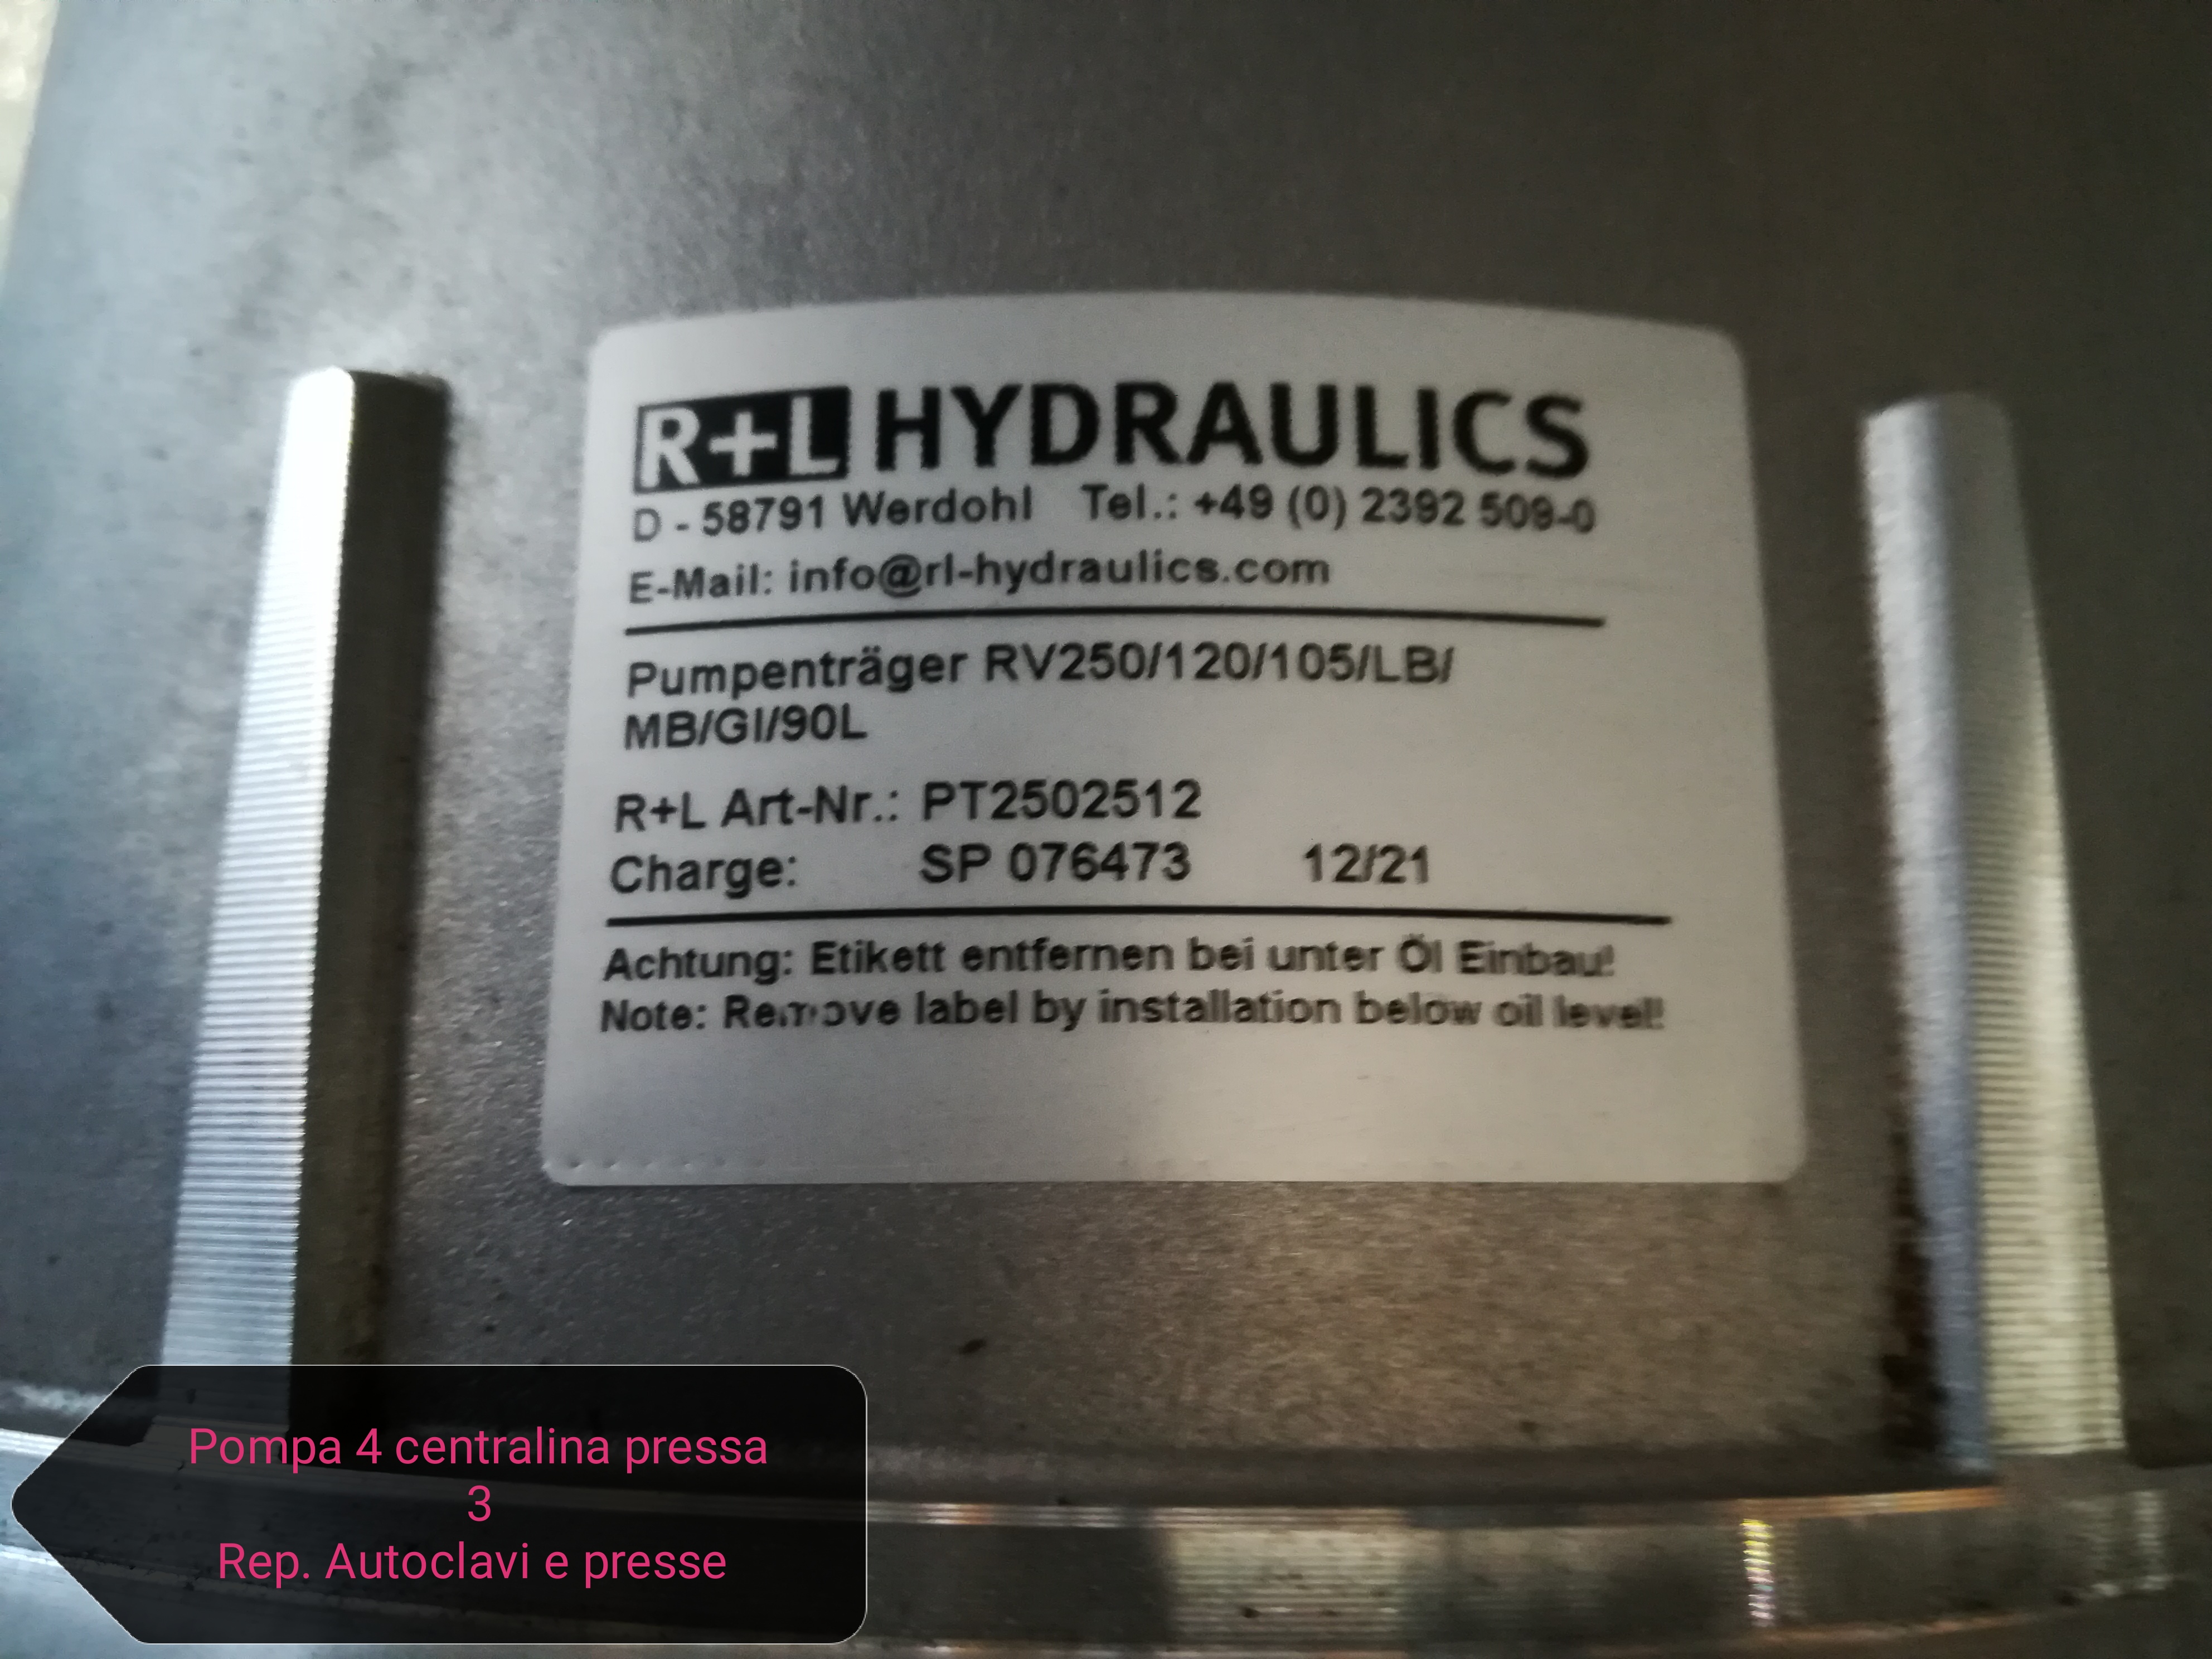 R+L HYDRAULICS
D - 58791 Werdohl Tel.: +49 (0) 2392 509-0
E-Mail: info@rl-hydraulics.com
Pumpenträger RV250/120/105/LB/
MB/GI/90L
R+L Art-Nr.: PT2502512
Charge: SP 076473 12/21
Achtung: Etikett entfernen bei unter Öl Einbau!
Note: Remove label by installation below oil level!
Pompa 4 centralina pressa
3
Rep. Autoclavi e presse